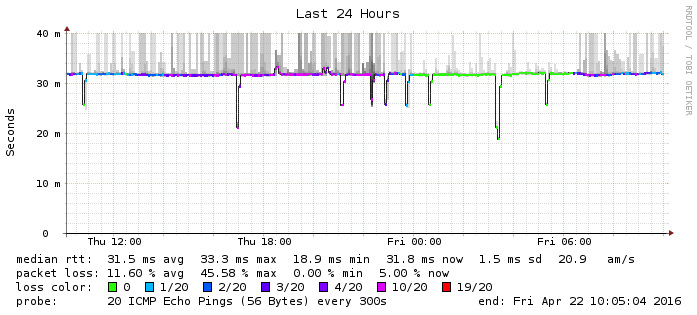 Last 24 Hours
RRDTOOL / TOBI OETIKER
Seconds
40 m
30 m
20 m
10 m
0
Thu 12:00 Thu 18:00 Fri 00:00 Fri 06:00
median rtt: 31.5 ms avg 33.3 ms max 18.9 ms min 31.8 ms now 1.5 ms sd 20.9 am/s
packet loss: 11.60 % avg 45.58 % max 0.00 % min 5.00 % now
loss color: 0 1/20 2/20 3/20 4/20 10/20 19/20
probe: 20 ICMP Echo Pings (56 Bytes) every 300s end: Fri Apr 22 10:05:04 2016